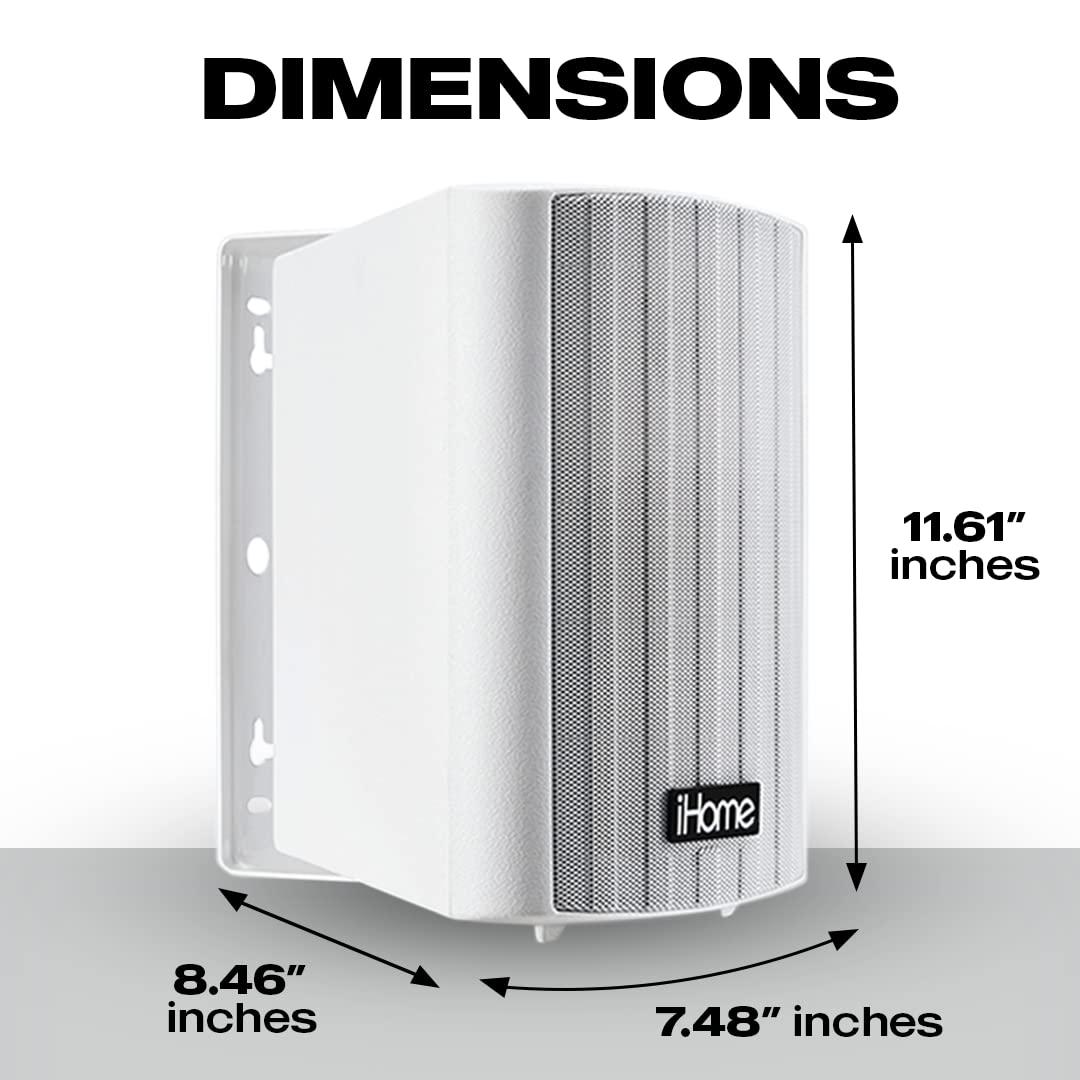 DIMENSIONS
11.61”
inches
iHome
8.46”
inches
7.48” inches